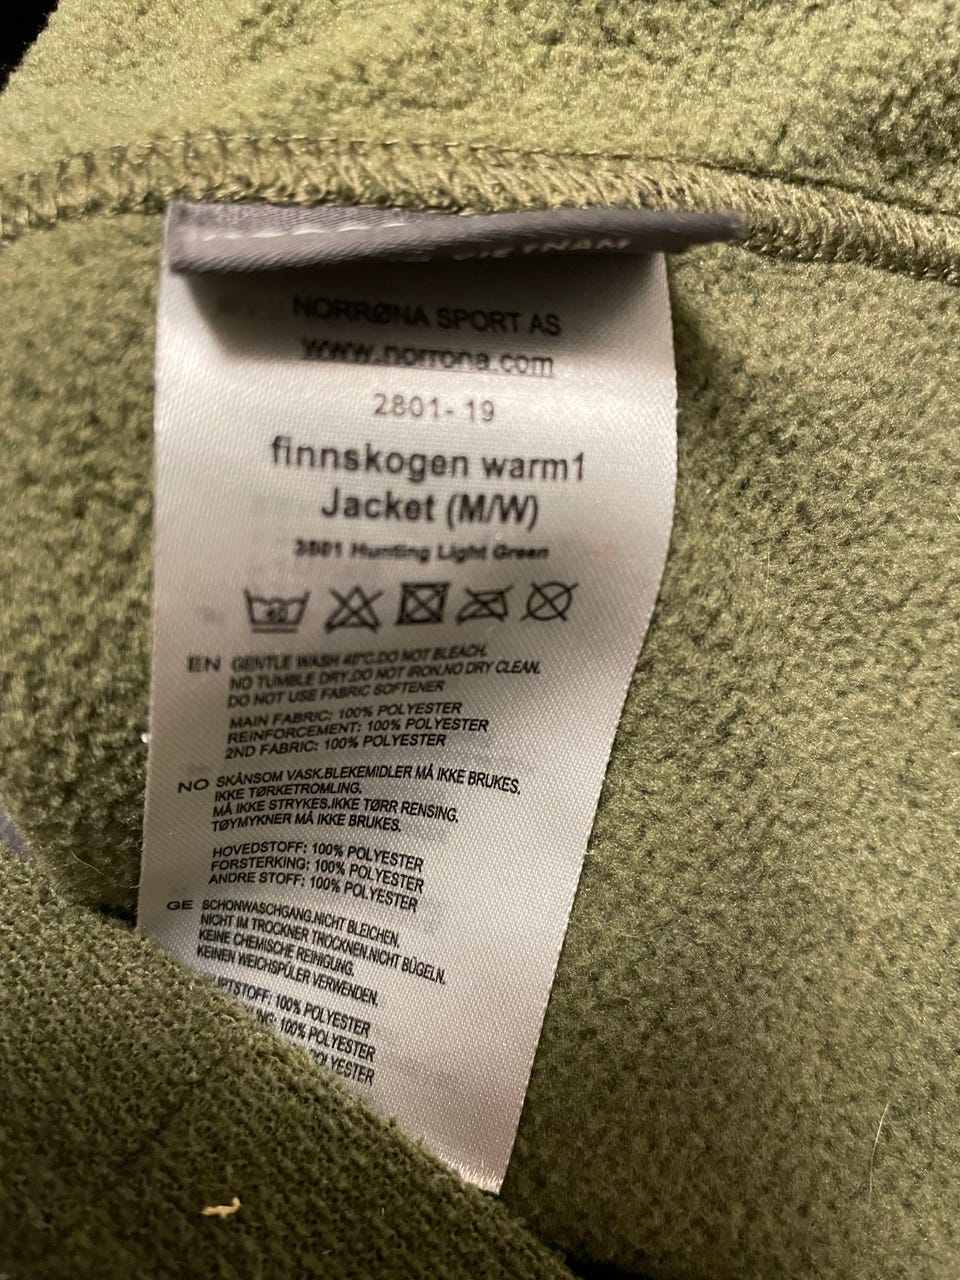 VIETNAM
NORRØNA SPORT AS
www.norrona.com
2801- 19
finnskogen warm1
Jacket (M/W)
3801 Hunting Light Green
EN GENTLE WASH 40°C.DO NOT BLEACH.
NO TUMBLE DRY.DO NOT IRON.NO DRY CLEAN.
DO NOT USE FABRIC SOFTENER
MAIN FABRIC: 100% POLYESTER
REINFORCEMENT: 100% POLYESTER
2ND FABRIC: 100% POLYESTER
NO SKÅNSOM VASK.BLEKEMIDLER MÅ IKKE BRUKES.
IKKE TØRKETROMLING.
MÅ IKKE STRYKES.IKKE TØRR RENSING.
TØYMYKNER MÅ IKKE BRUKES.
HOVEDSTOFF: 100% POLYESTER
FORSTERKING: 100% POLYESTER
ANDRE STOFF: 100% POLYESTER
GE SCHONWASCHGANG.NICHT BLEICHEN.
NICHT IM TROCKNER TROCKNEN.NICHT BÜGELN.
KEINE CHEMISCHE REINIGUNG.
KEINEN WEICHSPÜLER VERWENDEN.
UPTSTOFF: 100% POLYESTER
NG: 100% POLYESTER
POLYESTER